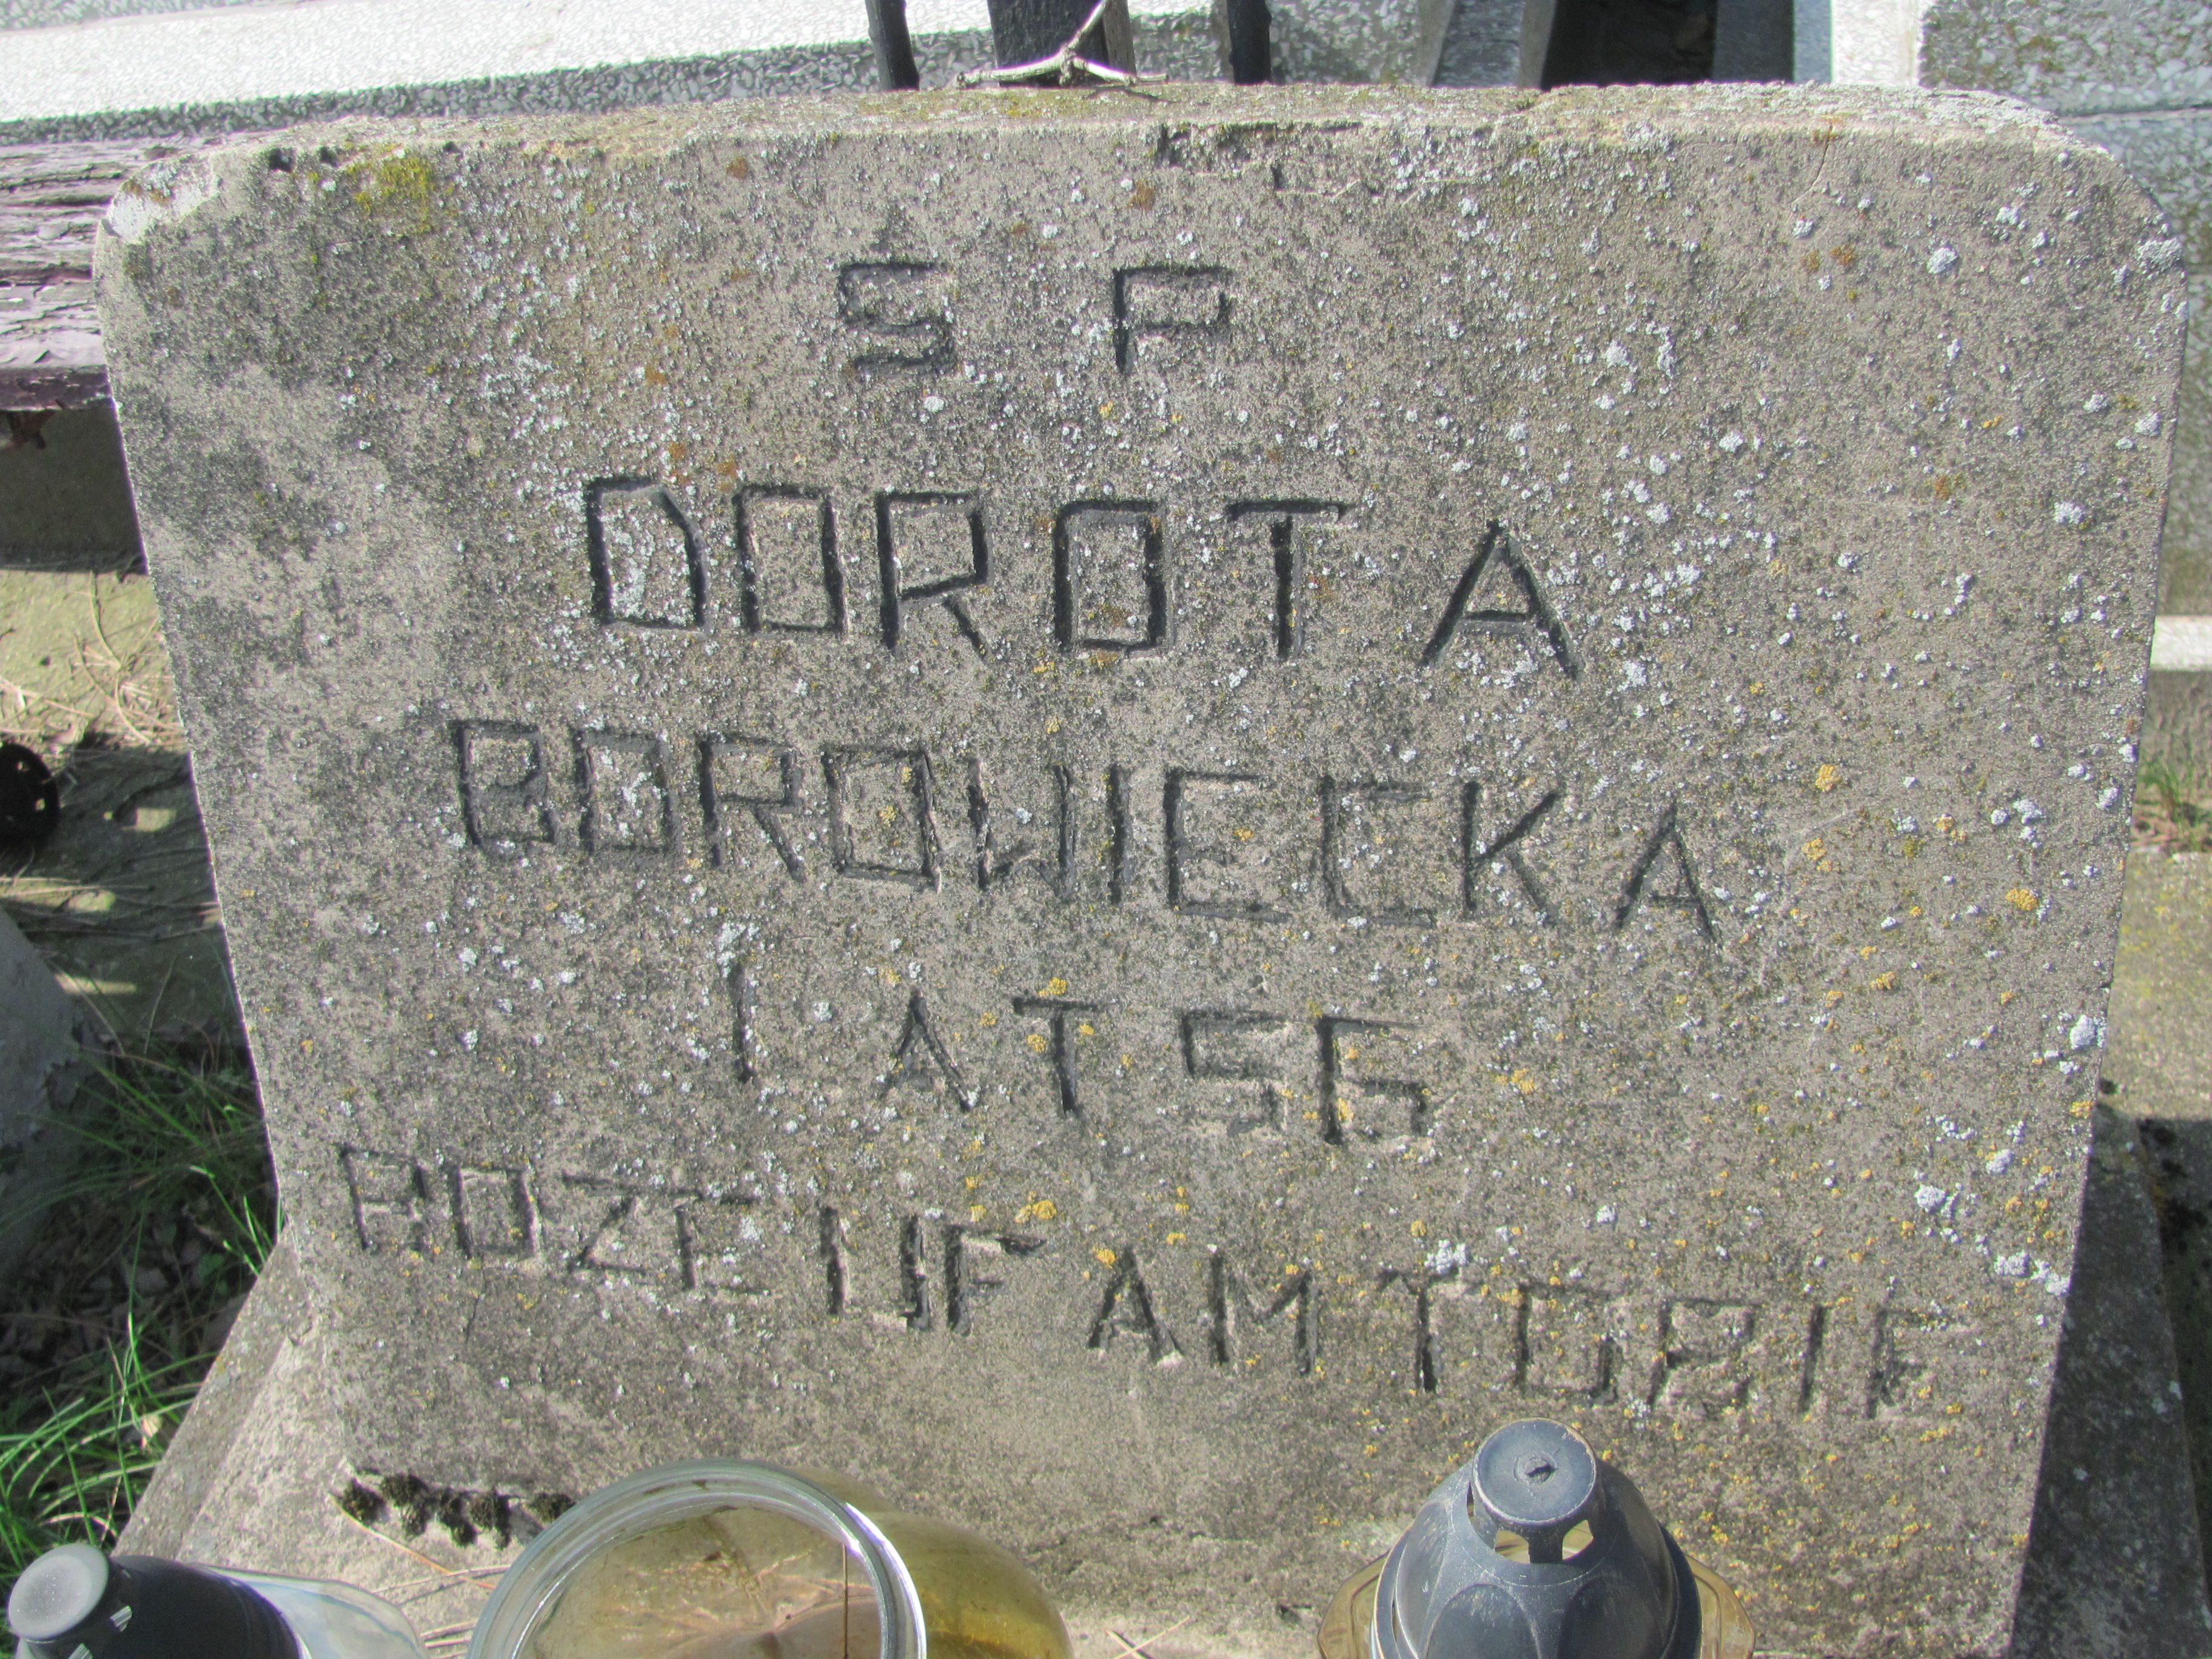 Ś P
DOROTA
BOROWIECKA
LAT 56
BOZE UFAM TOBIE